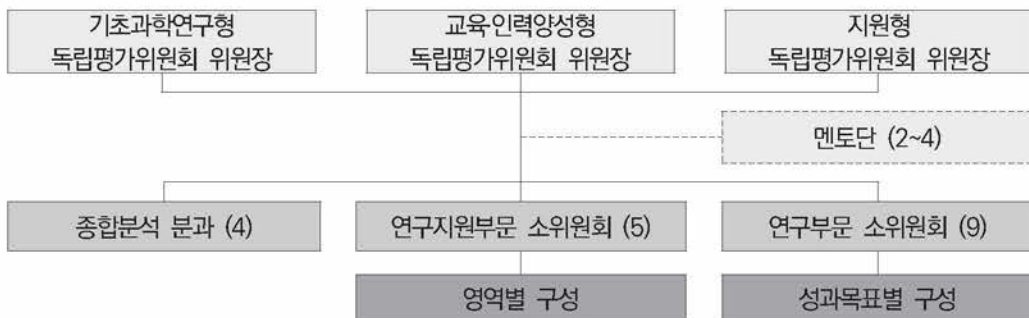 기초과학연구형
독립평가위원회 위원장
교육·인력양성형
독립평가위원회 위원장
지원형
독립평가위원회 위원장
멘토단 (2~4)
종합분석 분과 (4)
연구지원부문 소위원회 (5)
연구부문 소위원회 (9)
영역별 구성
성과목표별 구성